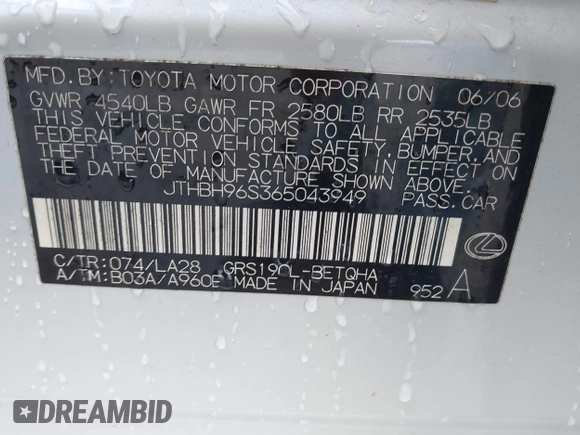 MFD. BY: TOYOTA MOTOR CORPORATION 06/06
GVWR 4540LB GAWR FR 2580LB RR 2535LB
THIS VEHICLE CONFORMS TO ALL APPLICABLE
FEDERAL MOTOR VEHICLE SAFETY, BUMPER, AND
THEFT PREVENTION STANDARDS IN EFFECT ON
THE DATE OF MANUFACTURE SHOWN ABOVE.
JTHBH96S365043949 PASS. CAR
C/TR: 074/LA28 GRS190L-BETQHA
A/TM: B03A/A960E MADE IN JAPAN 952 A
DREAMBID